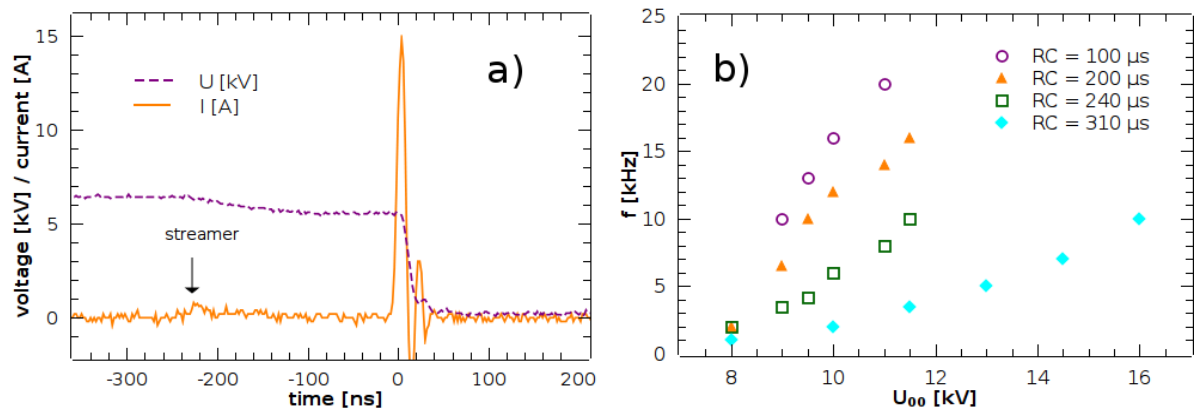 a)
15
10
5
0
voltage [kV] / current [A]
U [kV]
I [A]
streamer
-300 -200 -100 0 100 200
time [ns]
b)
25
20
15
10
5
0
f [kHz]
RC = 100 µs
RC = 200 µs
RC = 240 µs
RC = 310 µs
8 10 12 14 16
U00 [kV]